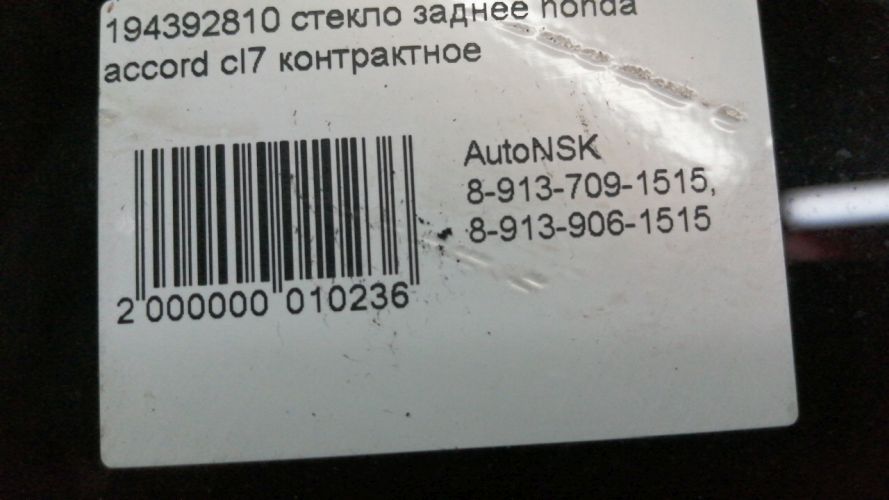 194392810 стекло заднее honda
accord cl7 контрактное
AutoNSK
8-913-709-1515,
8-913-906-1515
2 000000 010236